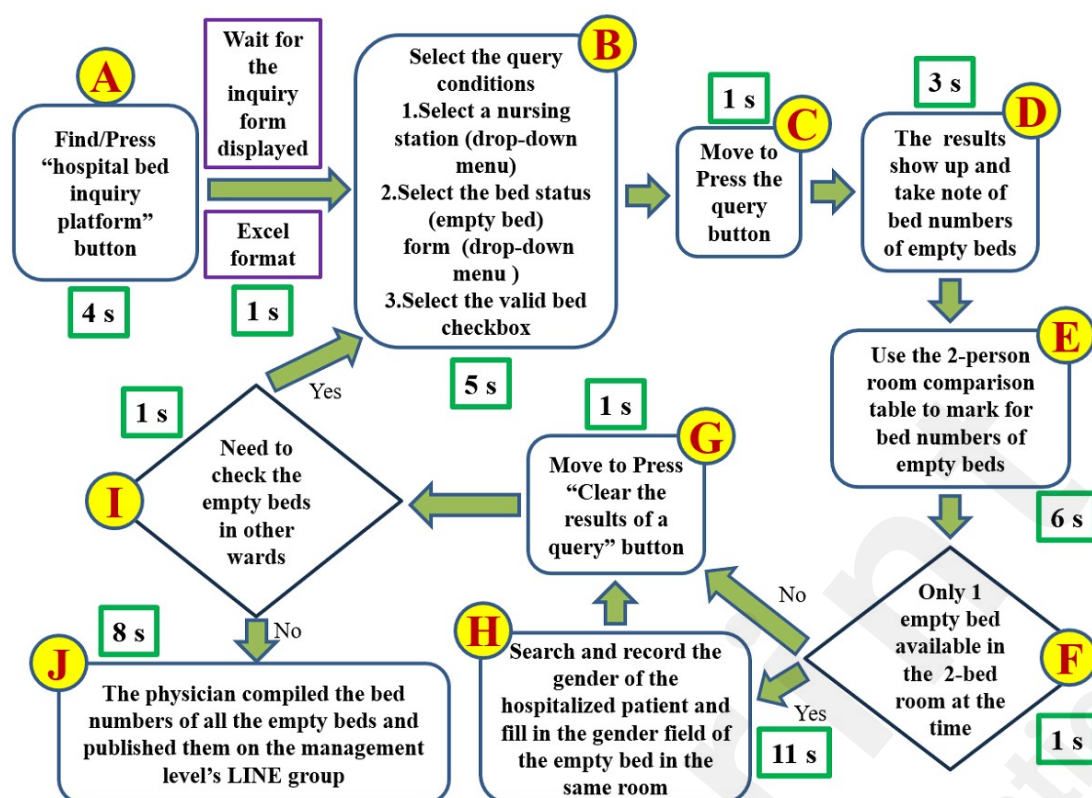 A
Find/Press
“hospital bed
inquiry
platform”
button
4 s
Wait for
the
inquiry
form
displayed
Excel
format
1 s
B
Select the query
conditions
1.Select a nursing
station (drop-down
menu)
2.Select the bed status
(empty bed)
form (drop-down
menu )
3.Select the valid bed
checkbox
5 s
1 s
C
Move to
Press the
query
button
3 s
D
The results
show up and
take note of
bed numbers
of empty beds
E
Use the 2-person
room comparison
table to mark for
bed numbers of
empty beds
6 s
Only 1
empty bed
available in
the 2-bed
room at the
time
F
1 s
No
Yes
H
Search and record the
gender of the
hospitalized patient and
fill in the gender field of
the empty bed in the
same room
11 s
1 s
G
Move to Press
“Clear the
results of a
query” button
1 s
I
Need to
check the
empty beds
in other
wards
Yes
No
8 s
J
The physician compiled the bed
numbers of all the empty beds and
published them on the management
level’s LINE group